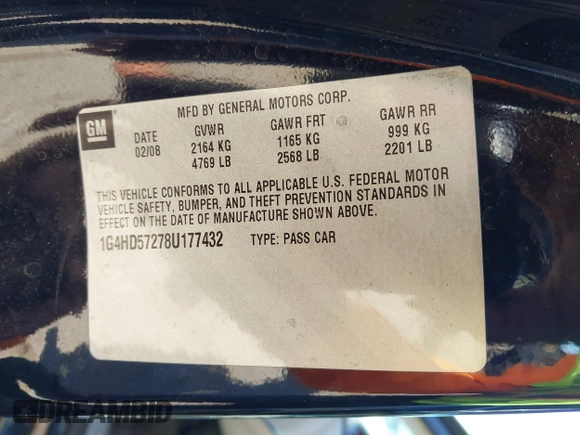 MFD BY GENERAL MOTORS CORP.
GM
DATE GVWR GAWR FRT GAWR RR
02/08 2164 KG 1165 KG 999 KG
4769 LB 2568 LB 2201 LB
THIS VEHICLE CONFORMS TO ALL APPLICABLE U.S. FEDERAL MOTOR
VEHICLE SAFETY, BUMPER, AND THEFT PREVENTION STANDARDS IN
EFFECT ON THE DATE OF MANUFACTURE SHOWN ABOVE.
1G4HD57278U177432 TYPE: PASS CAR
DREAMBID